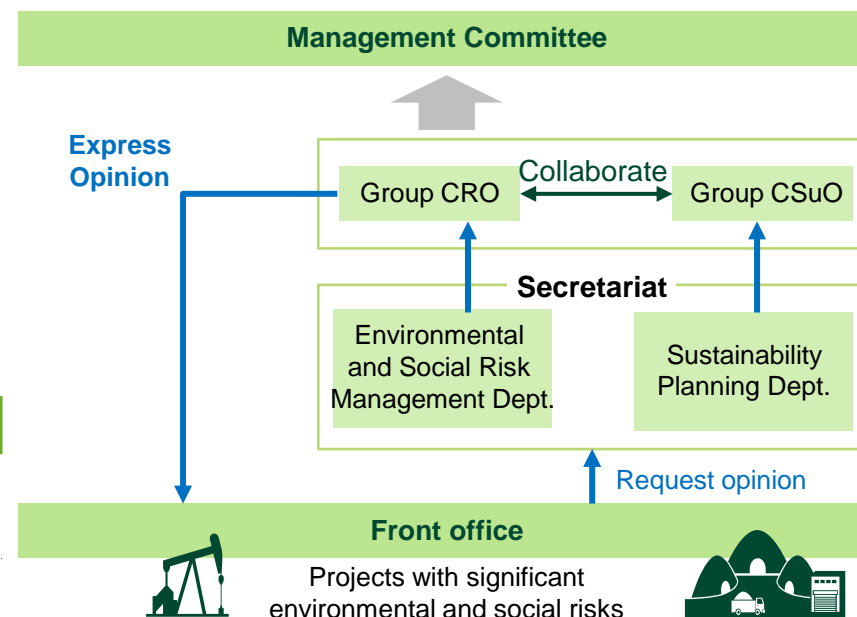 Management Committee
Express
Opinion
Collaborate
Group CRO
Group CSuO
Secretariat
Environmental
and Social Risk
Management Dept.
Sustainability
Planning Dept.
Request opinion
Front office
Projects with significant
environmental and social risks